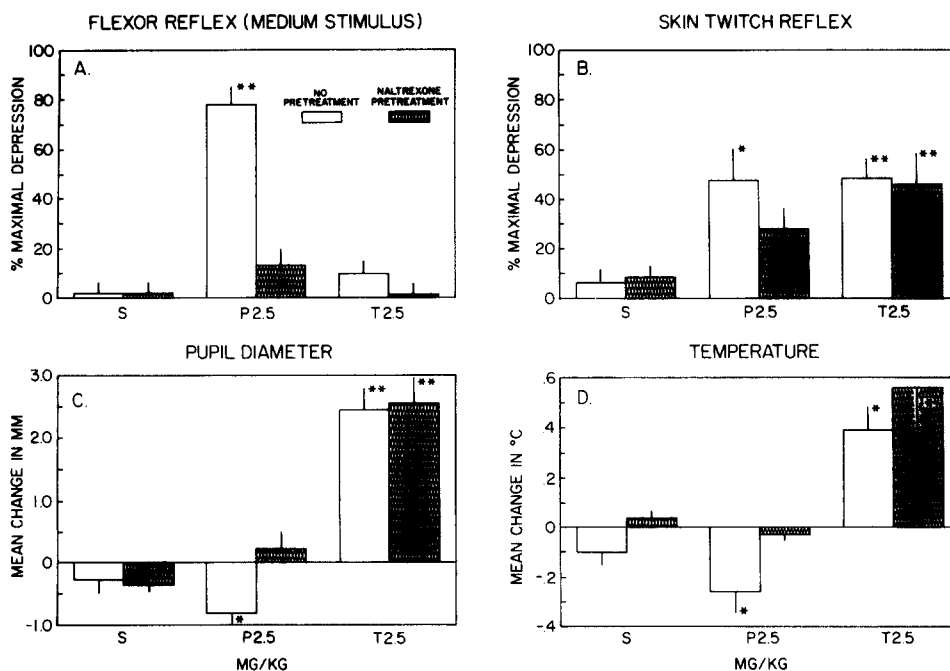 FLEXOR REFLEX (MEDIUM STIMULUS)
A.
% MAXIMAL DEPRESSION
100
80
60
40
20
0
**
NO PRETREATMENT
NALTREXONE PRETREATMENT
S
P2.5
T2.5
SKIN TWITCH REFLEX
B.
% MAXIMAL DEPRESSION
100
80
60
40
20
0
*
**
**
S
P2.5
T2.5
PUPIL DIAMETER
C.
MEAN CHANGE IN MM
3.0
2.0
1.0
0
-1.0
*
**
**
S
P2.5
T2.5
MG/KG
TEMPERATURE
D.
MEAN CHANGE IN °C
.6
.4
.2
0
-.2
-.4
*
*
S
P2.5
T2.5
MG/KG